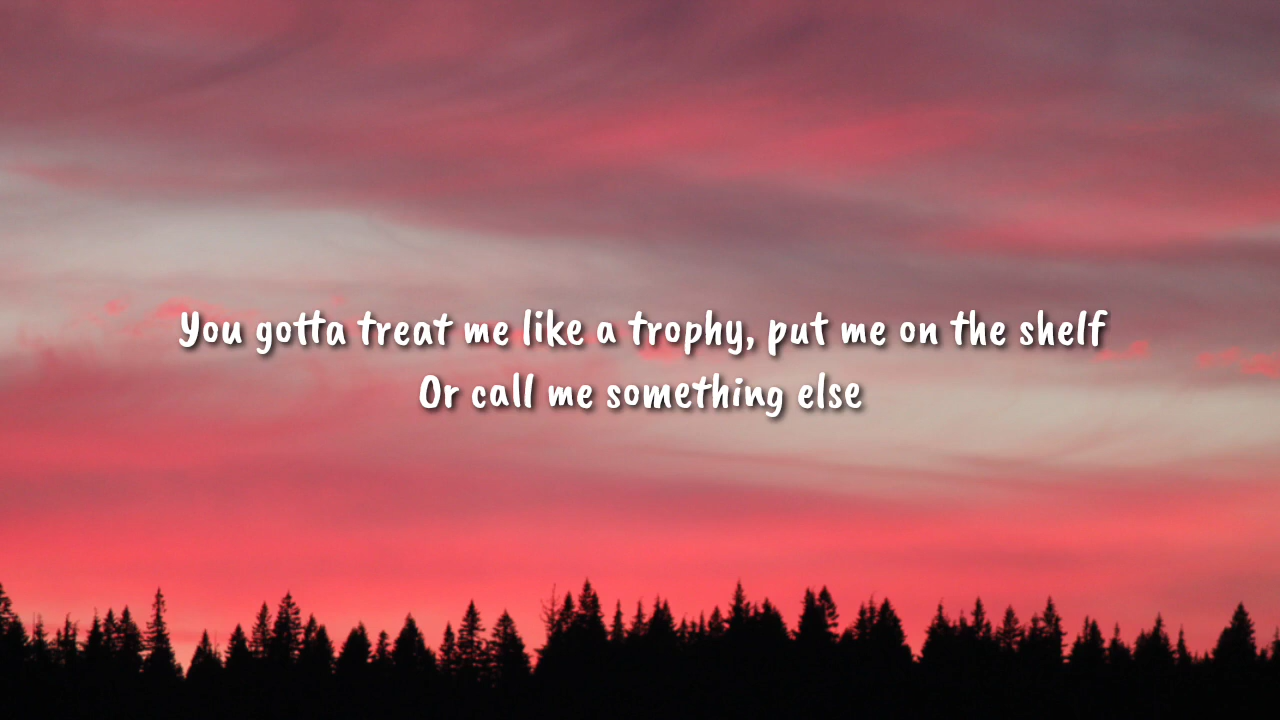 You gotta treat me like a trophy, put me on the shelf
Or call me something else